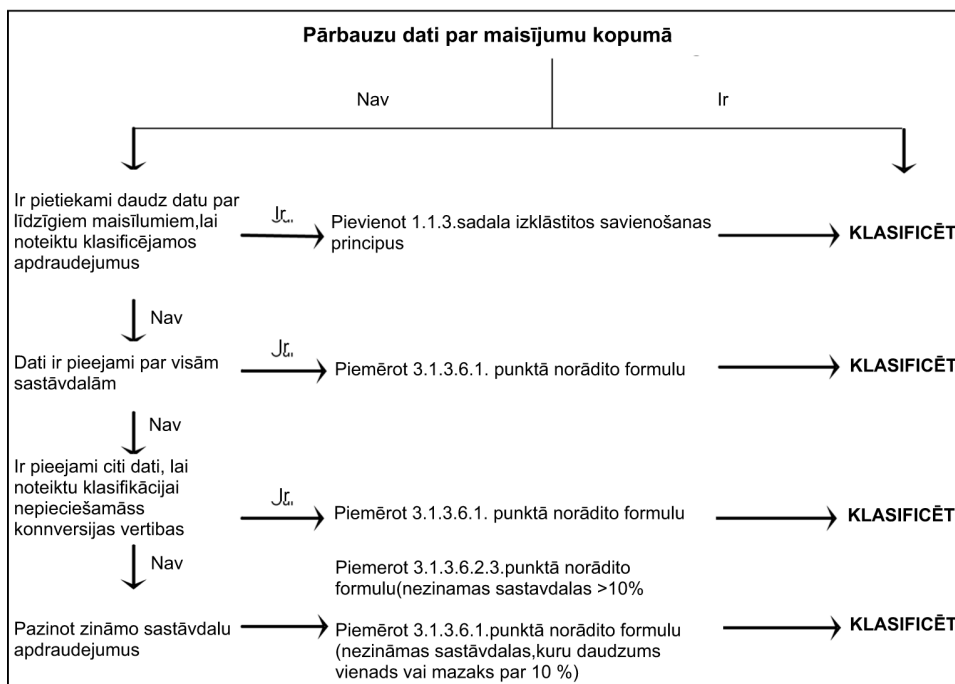 Pārbauzu dati par maisījumu kopumā
Nav
Ir
Ir pietiekami daudz datu par
līdzīgiem maisīlumiem,lai
noteiktu klasificējamos
apdraudejumus
Ir
Pievienot 1.1.3.sadala izklāstitos savienošanas
principus
KLASIFICĒT
Nav
Dati ir pieejami par visām
sastāvdalām
Ir
Piemērot 3.1.3.6.1. punktā norādito formulu
KLASIFICĒT
Nav
Ir pieejami citi dati, lai
noteiktu klasifikācijai
nepieciešamāss
konnversijas vertibas
Ir
Piemērot 3.1.3.6.1. punktā norādito formulu
KLASIFICĒT
Nav
Piemerot 3.1.3.6.2.3.punktā norādito
formulu(nezinamas sastavdalas >10%
Pazinot zināmo sastāvdalu
apdraudejumus
Piemērot 3.1.3.6.1.punktā norādito formulu
(nezināmas sastāvdalas,kuru daudzums
vienads vai mazaks par 10 %)
KLASIFICĒT